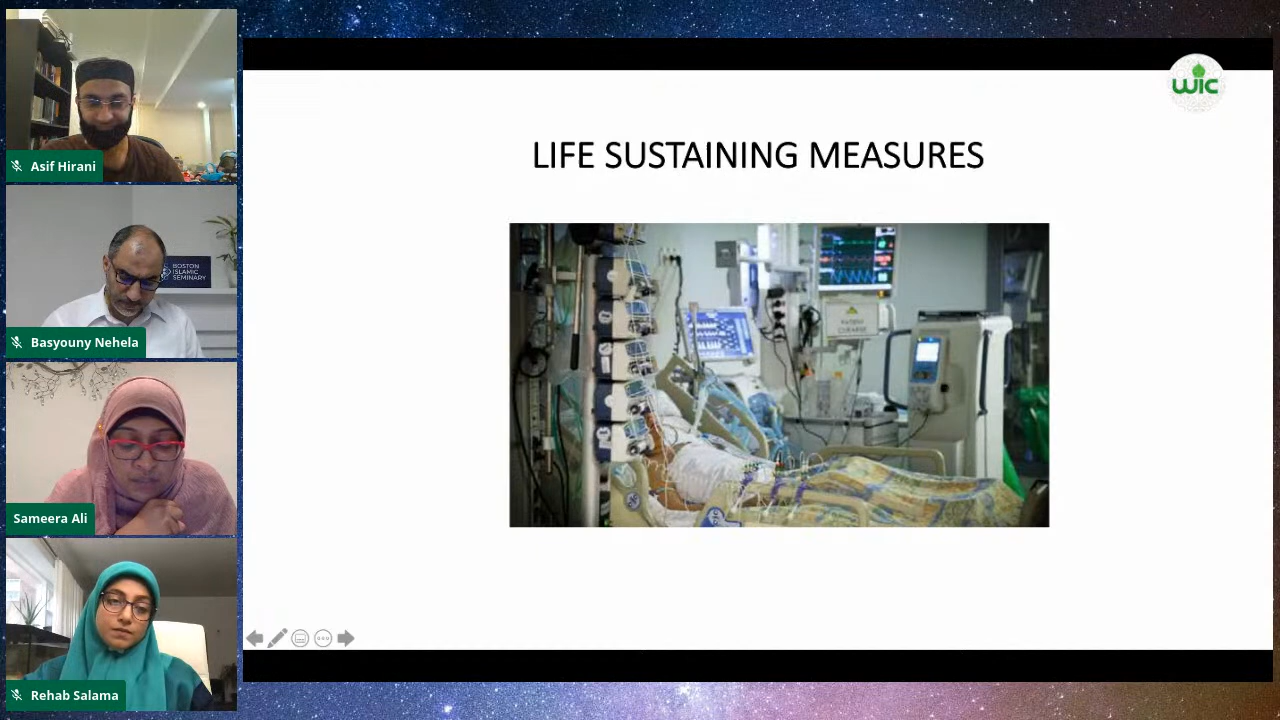 Asif Hirani
BOSTON
ISLAMIC
SEMINARY
Basyouny Nehela
Sameera Ali
Rehab Salama
WIC
LIFE SUSTAINING MEASURES